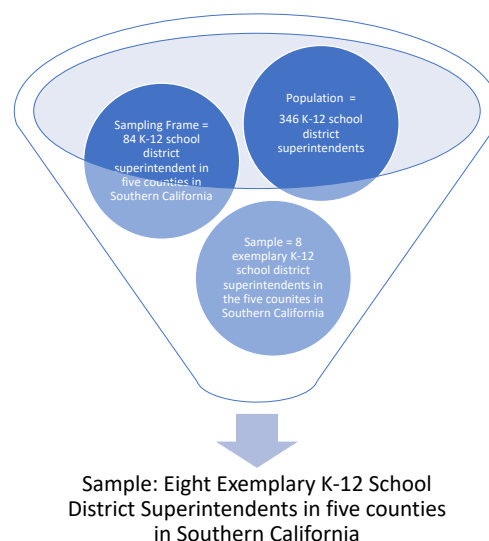 Population =
346 K-12 school
district
superintendents
Sampling Frame =
84 K-12 school
district
superintendent in
five counties in
Southern California
Sample = 8
exemplary K-12
school district
superintendents in
the five counites in
Southern California
Sample: Eight Exemplary K-12 School
District Superintendents in five counties
in Southern California